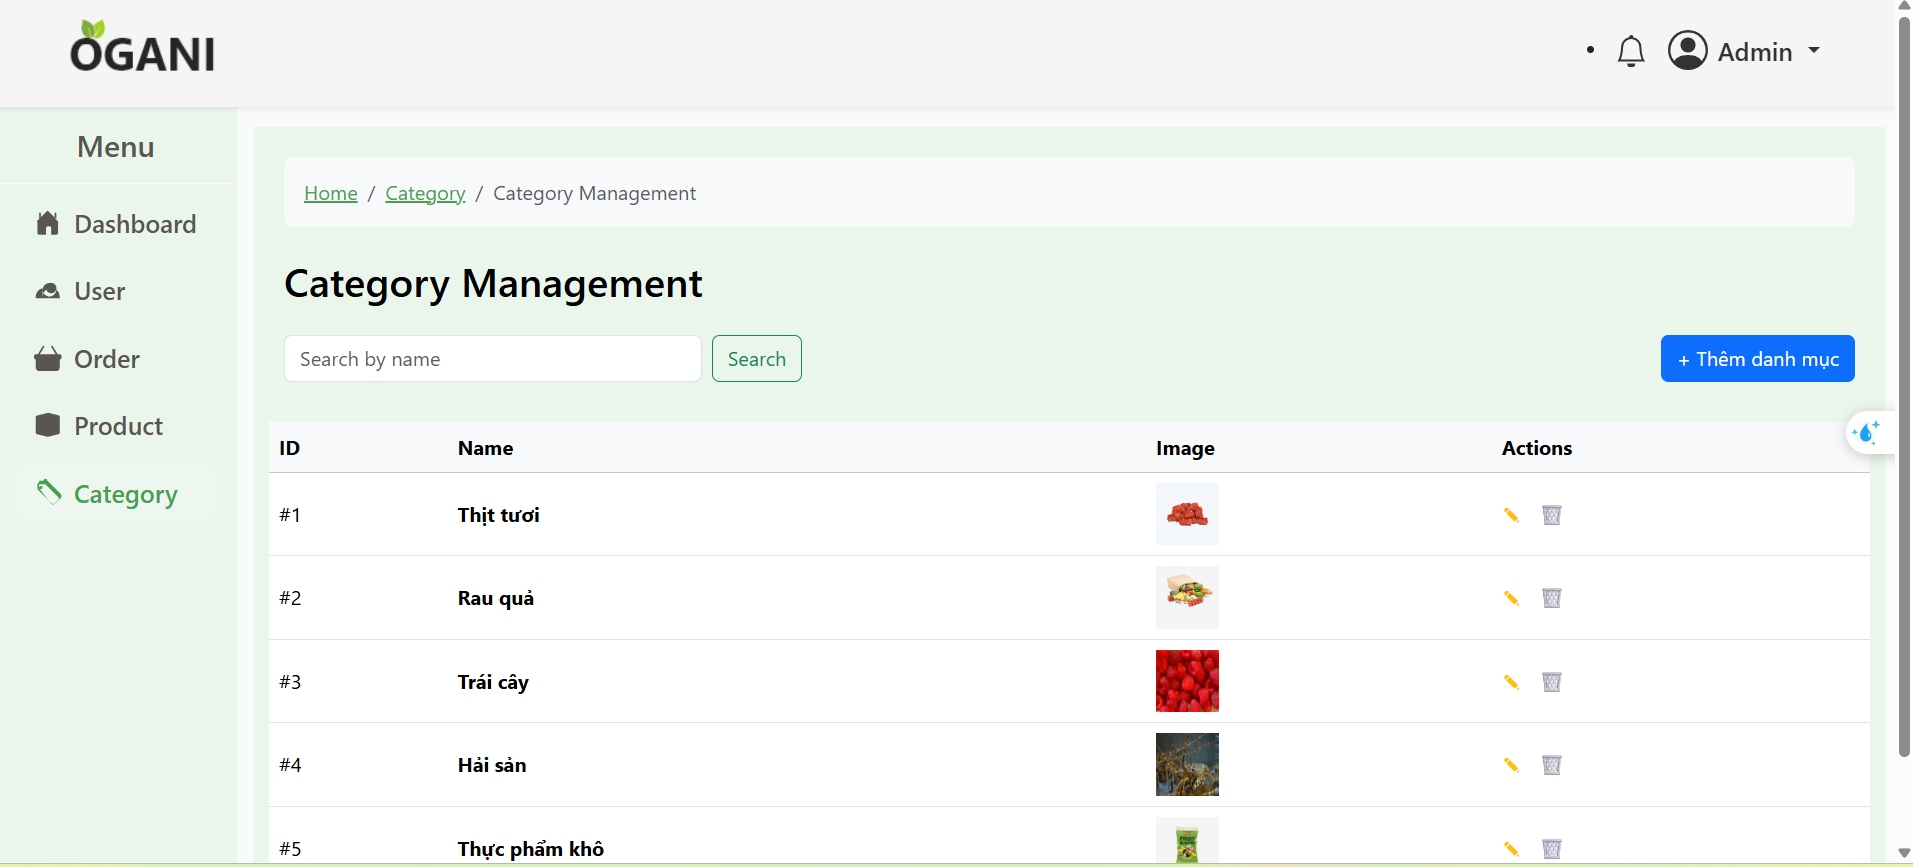 OGANI
Admin
Menu
Dashboard
User
Order
Product
Category
Home / Category / Category Management
Category Management
Search by name
Search
+ Thêm danh mục
ID Name Image Actions
#1 Thịt tươi
#2 Rau quả
#3 Trái cây
#4 Hải sản
#5 Thực phẩm khô